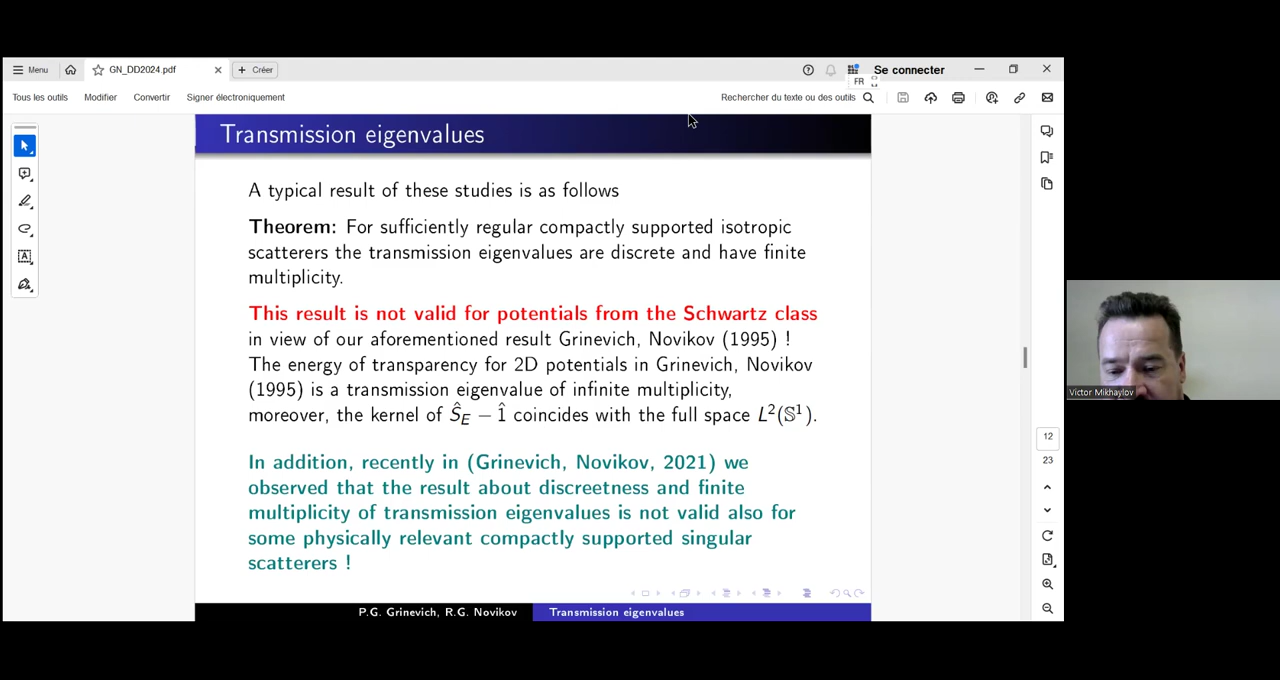 Menu
GN_DD2024.pdf
Créer
Se connecter
FR
Tous les outils
Modifier
Convertir
Signer électroniquement
Rechercher du texte ou des outils
Transmission eigenvalues
A typical result of these studies is as follows
Theorem: For sufficiently regular compactly supported isotropic
scatterers the transmission eigenvalues are discrete and have finite
multiplicity.
This result is not valid for potentials from the Schwartz class
in view of our aforementioned result Grinevich, Novikov (1995) !
The energy of transparency for 2D potentials in Grinevich, Novikov
(1995) is a transmission eigenvalue of infinite multiplicity,
moreover, the kernel of Ŝ_E − 1̂ coincides with the full space L²(𝕊¹).
In addition, recently in (Grinevich, Novikov, 2021) we
observed that the result about discreetness and finite
multiplicity of transmission eigenvalues is not valid also for
some physically relevant compactly supported singular
scatterers !
P.G. Grinevich, R.G. Novikov
Transmission eigenvalues
12
23
Victor Mikhaylov